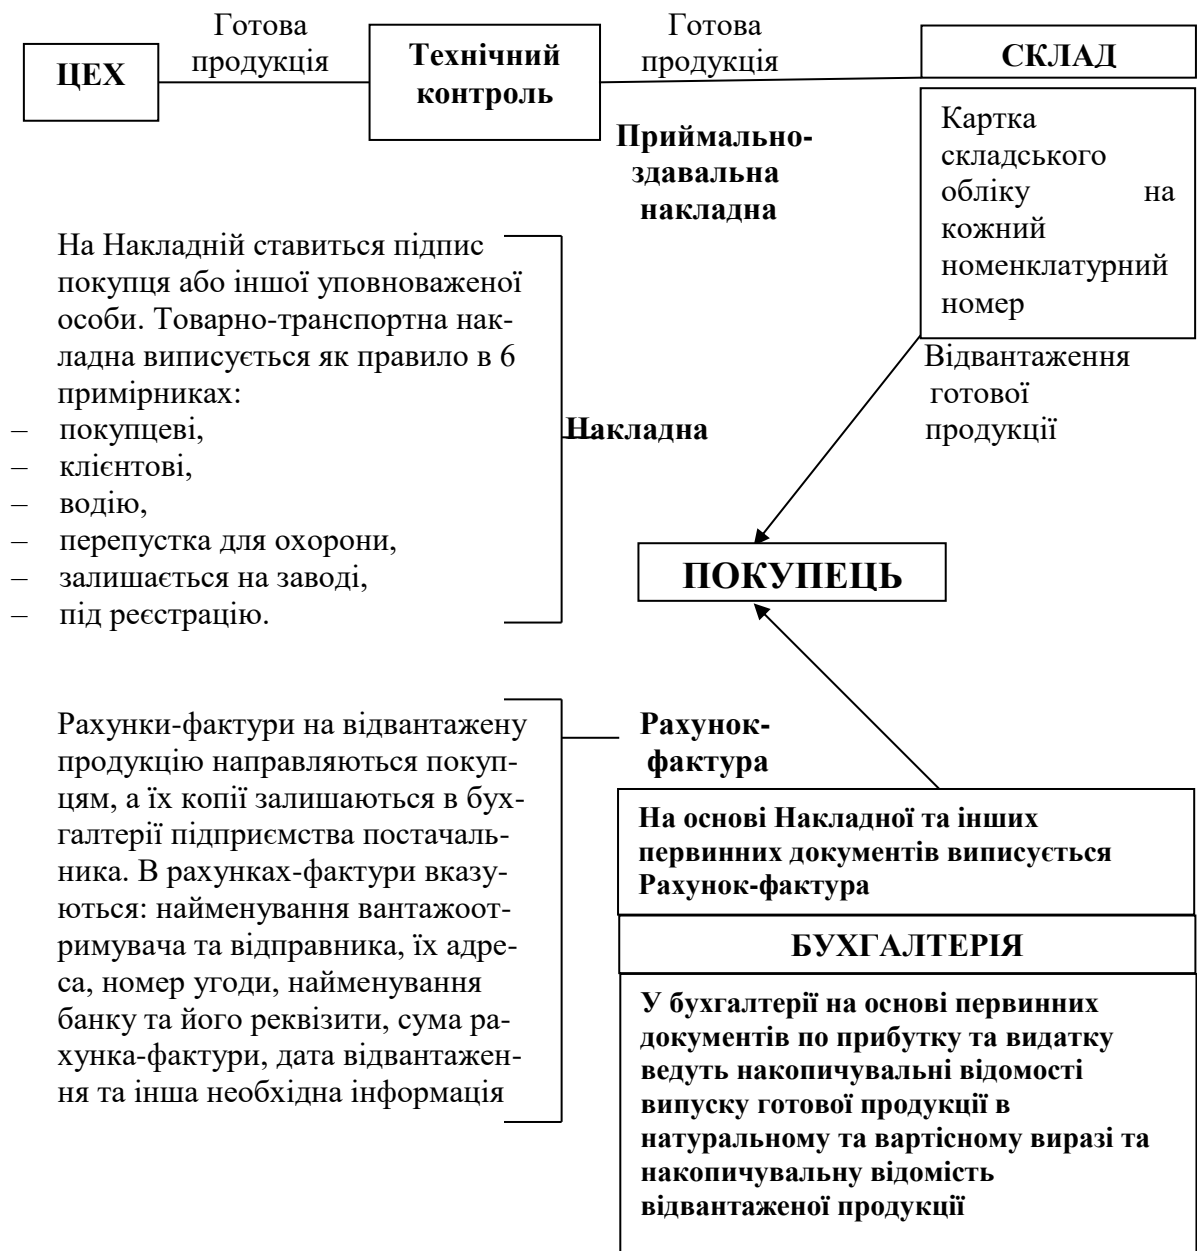 ЦЕХ
Готова
продукція
Технічний
контроль
Готова
продукція
СКЛАД
Приймально-
здавальна
накладна
Картка
складського
обліку на
кожний
номенклатурний
номер
На Накладній ставиться підпис
покупця або іншої уповноваженої
особи. Товарно-транспортна нак-
ладна виписується як правило в 6
примірниках:
– покупцеві,
– клієнтові,
– водію,
– перепустка для охорони,
– залишається на заводі,
– під реєстрацію.
Накладна
Відвантаження
готової
продукції
ПОКУПЕЦЬ
Рахунки-фактури на відвантажену
продукцію направляються покуп-
цям, а їх копії залишаються в бух-
галтерії підприємства постачаль-
ника. В рахунках-фактури вказу-
ються: найменування вантажоот-
римувача та відправника, їх адре-
са, номер угоди, найменування
банку та його реквізити, сума ра-
хунка-фактури, дата відвантажен-
ня та інша необхідна інформація
Рахунок-
фактура
На основі Накладної та інших
первинних документів виписується
Рахунок-фактура
БУХГАЛТЕРІЯ
У бухгалтерії на основі первинних
документів по прибутку та видатку
ведуть накопичувальні відомості
випуску готової продукції в
натуральному та вартісному виразі та
накопичувальну відомість
відвантаженої продукції